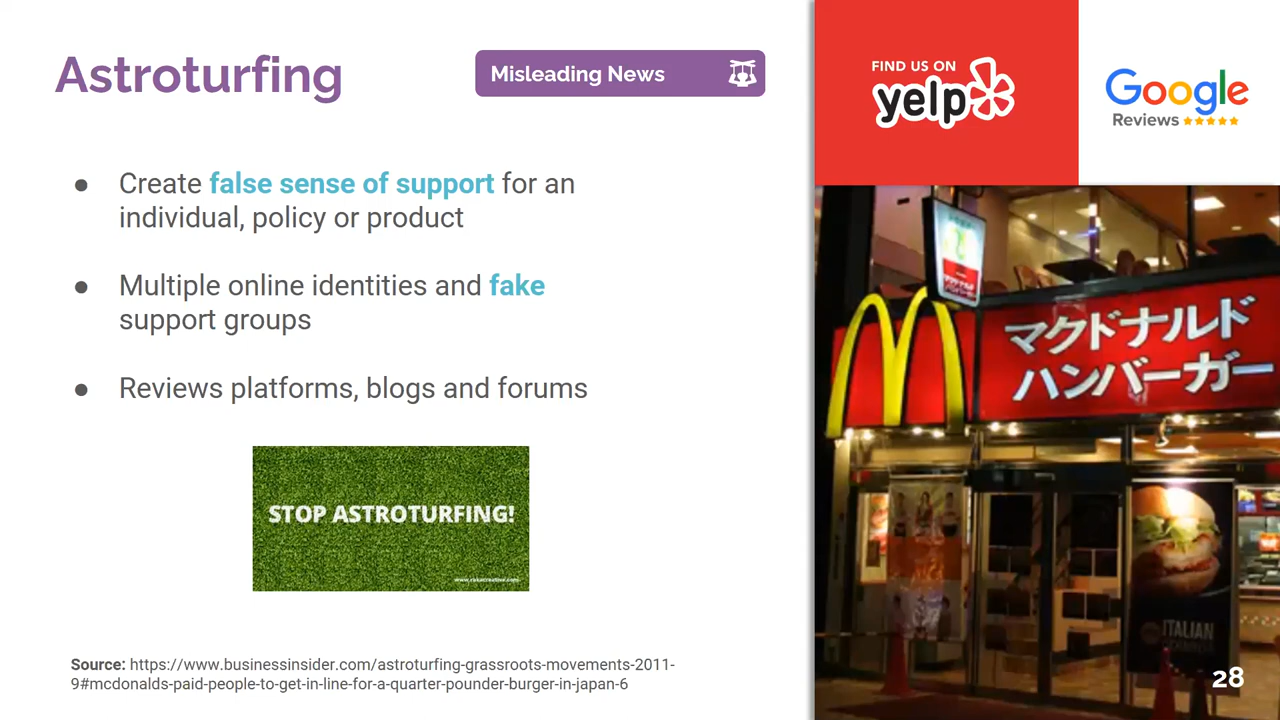 Astroturfing
Misleading News
● Create false sense of support for an
individual, policy or product
● Multiple online identities and fake
support groups
● Reviews platforms, blogs and forums
STOP ASTROTURFING!
Source: https://www.businessinsider.com/astroturfing-grassroots-movements-2011-
9#mcdonalds-paid-people-to-get-in-line-for-a-quarter-pounder-burger-in-japan-6
FIND US ON
yelp
Google
Reviews
マクドナルド
ハンバーガー
ITALIAN
28